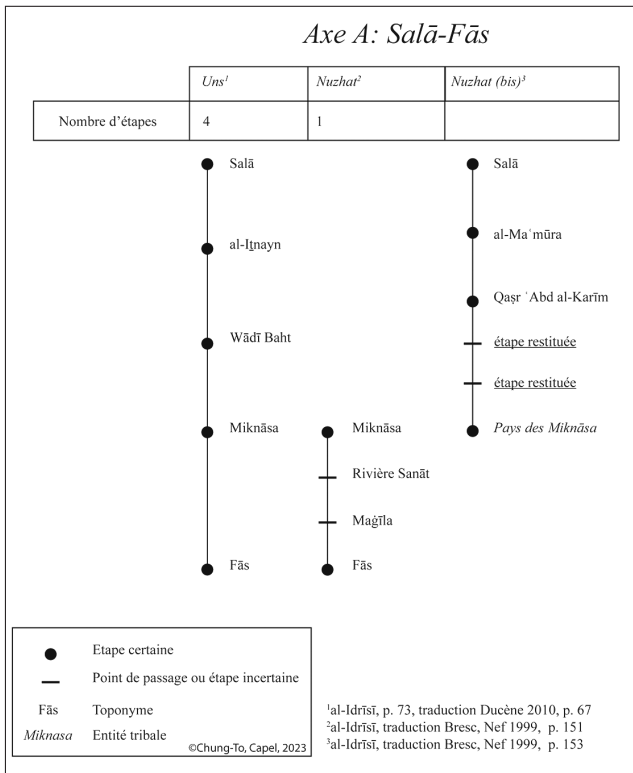 Axe A: Salā-Fās
Uns¹ Nuzhat² Nuzhat (bis)³
Nombre d’étapes 4 1
Salā Salā
al-Iṯnayn al-Maʿmūra
Qaṣr ʿAbd al-Karīm
Wādī Baht étape restituée
étape restituée
Miknāsa Miknāsa Pays des Miknāsa
Rivière Sanāt
Maġīla
Fās Fās
Etape certaine
Point de passage ou étape incertaine
Fās Toponyme
Miknasa Entité tribale
©Chung-To, Capel, 2023
¹al-Idrīsī, p. 73, traduction Ducène 2010, p. 67
²al-Idrīsī, traduction Bresc, Nef 1999, p. 151
³al-Idrīsī, traduction Bresc, Nef 1999, p. 153